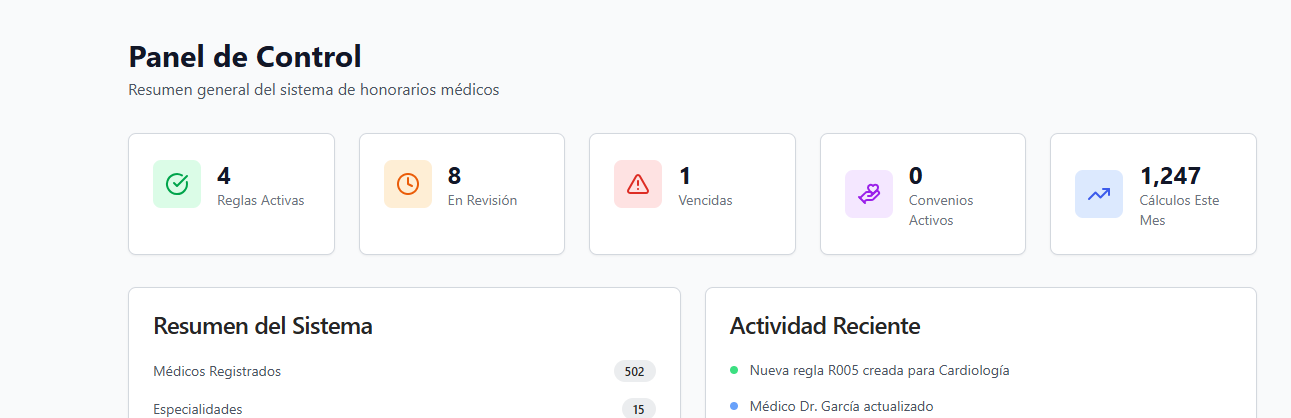 Panel de Control
Resumen general del sistema de honorarios médicos
4
Reglas Activas
8
En Revisión
1
Vencidas
0
Convenios
Activos
1,247
Cálculos Este
Mes
Resumen del Sistema
Médicos Registrados 502
Especialidades 15
Actividad Reciente
Nueva regla R005 creada para Cardiología
Médico Dr. García actualizado